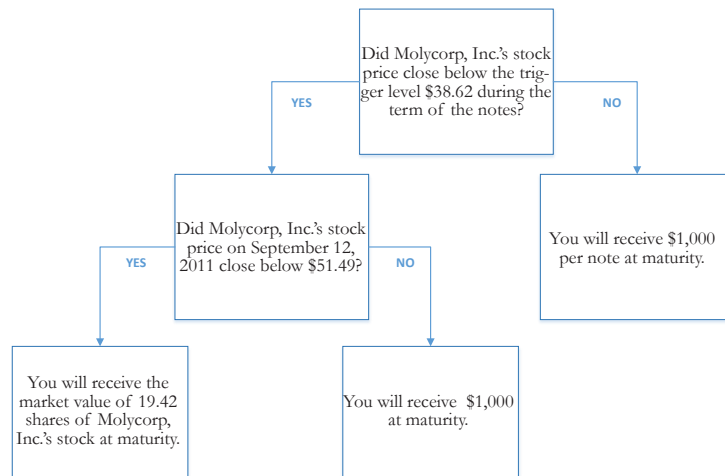 Did Molycorp, Inc.'s stock
price close below the trig-
ger level $38.62 during the
term of the notes?
YES
NO
Did Molycorp, Inc.'s stock
price on September 12,
2011 close below $51.49?
You will receive $1,000
per note at maturity.
YES
NO
You will receive the
market value of 19.42
shares of Molycorp,
Inc.'s stock at maturity.
You will receive $1,000
at maturity.